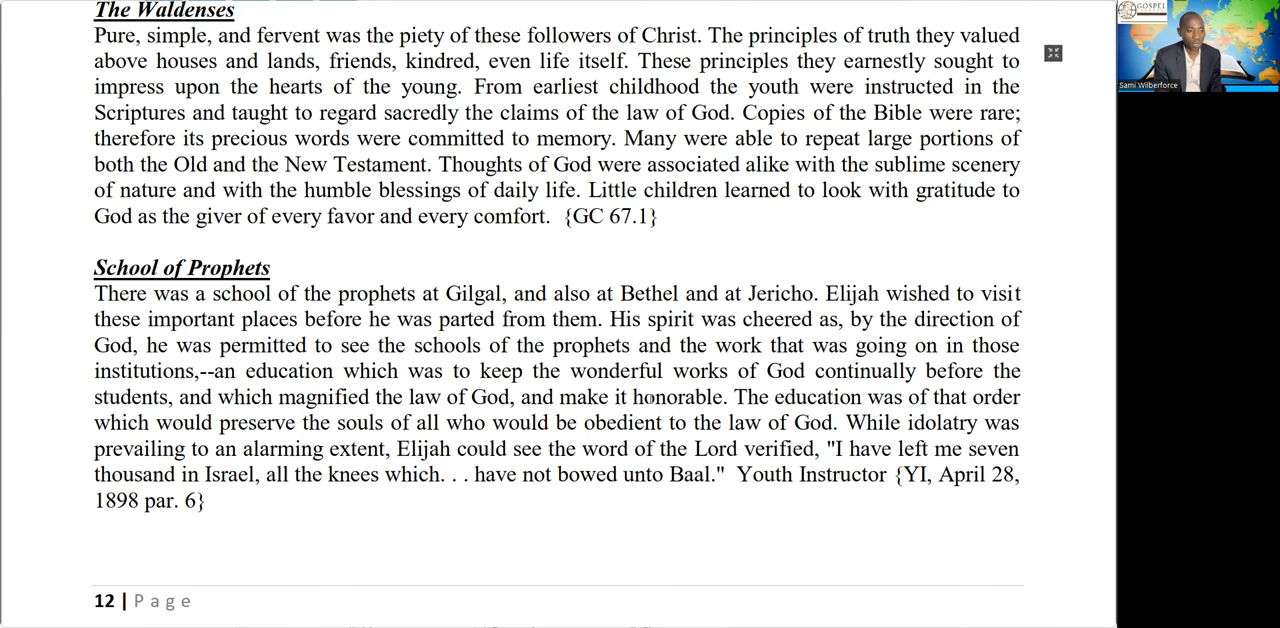 The Waldenses
Pure, simple, and fervent was the piety of these followers of Christ. The principles of truth they valued
above houses and lands, friends, kindred, even life itself. These principles they earnestly sought to
impress upon the hearts of the young. From earliest childhood the youth were instructed in the
Scriptures and taught to regard sacredly the claims of the law of God. Copies of the Bible were rare;
therefore its precious words were committed to memory. Many were able to repeat large portions of
both the Old and the New Testament. Thoughts of God were associated alike with the sublime scenery
of nature and with the humble blessings of daily life. Little children learned to look with gratitude to
God as the giver of every favor and every comfort. {GC 67.1}
School of Prophets
There was a school of the prophets at Gilgal, and also at Bethel and at Jericho. Elijah wished to visit
these important places before he was parted from them. His spirit was cheered as, by the direction of
God, he was permitted to see the schools of the prophets and the work that was going on in those
institutions,--an education which was to keep the wonderful works of God continually before the
students, and which magnified the law of God, and make it honorable. The education was of that order
which would preserve the souls of all who would be obedient to the law of God. While idolatry was
prevailing to an alarming extent, Elijah could see the word of the Lord verified, "I have left me seven
thousand in Israel, all the knees which. . . have not bowed unto Baal." Youth Instructor {YI, April 28,
1898 par. 6}
12 | Page
GOSPEL
Sami Wilberforce